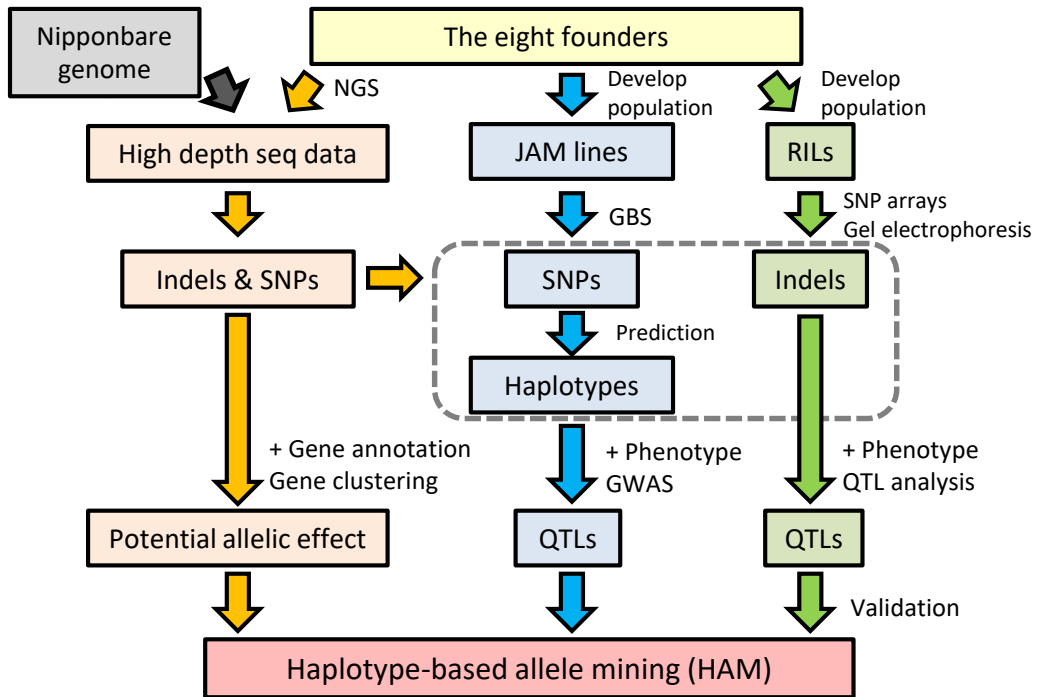 Nipponbare
genome
The eight founders
NGS
Develop
population
Develop
population
High depth seq data
JAM lines
RILs
GBS
SNP arrays
Gel electrophoresis
Indels & SNPs
SNPs
Indels
Prediction
Haplotypes
+ Gene annotation
Gene clustering
+ Phenotype
GWAS
+ Phenotype
QTL analysis
Potential allelic effect
QTLs
QTLs
Validation
Haplotype-based allele mining (HAM)